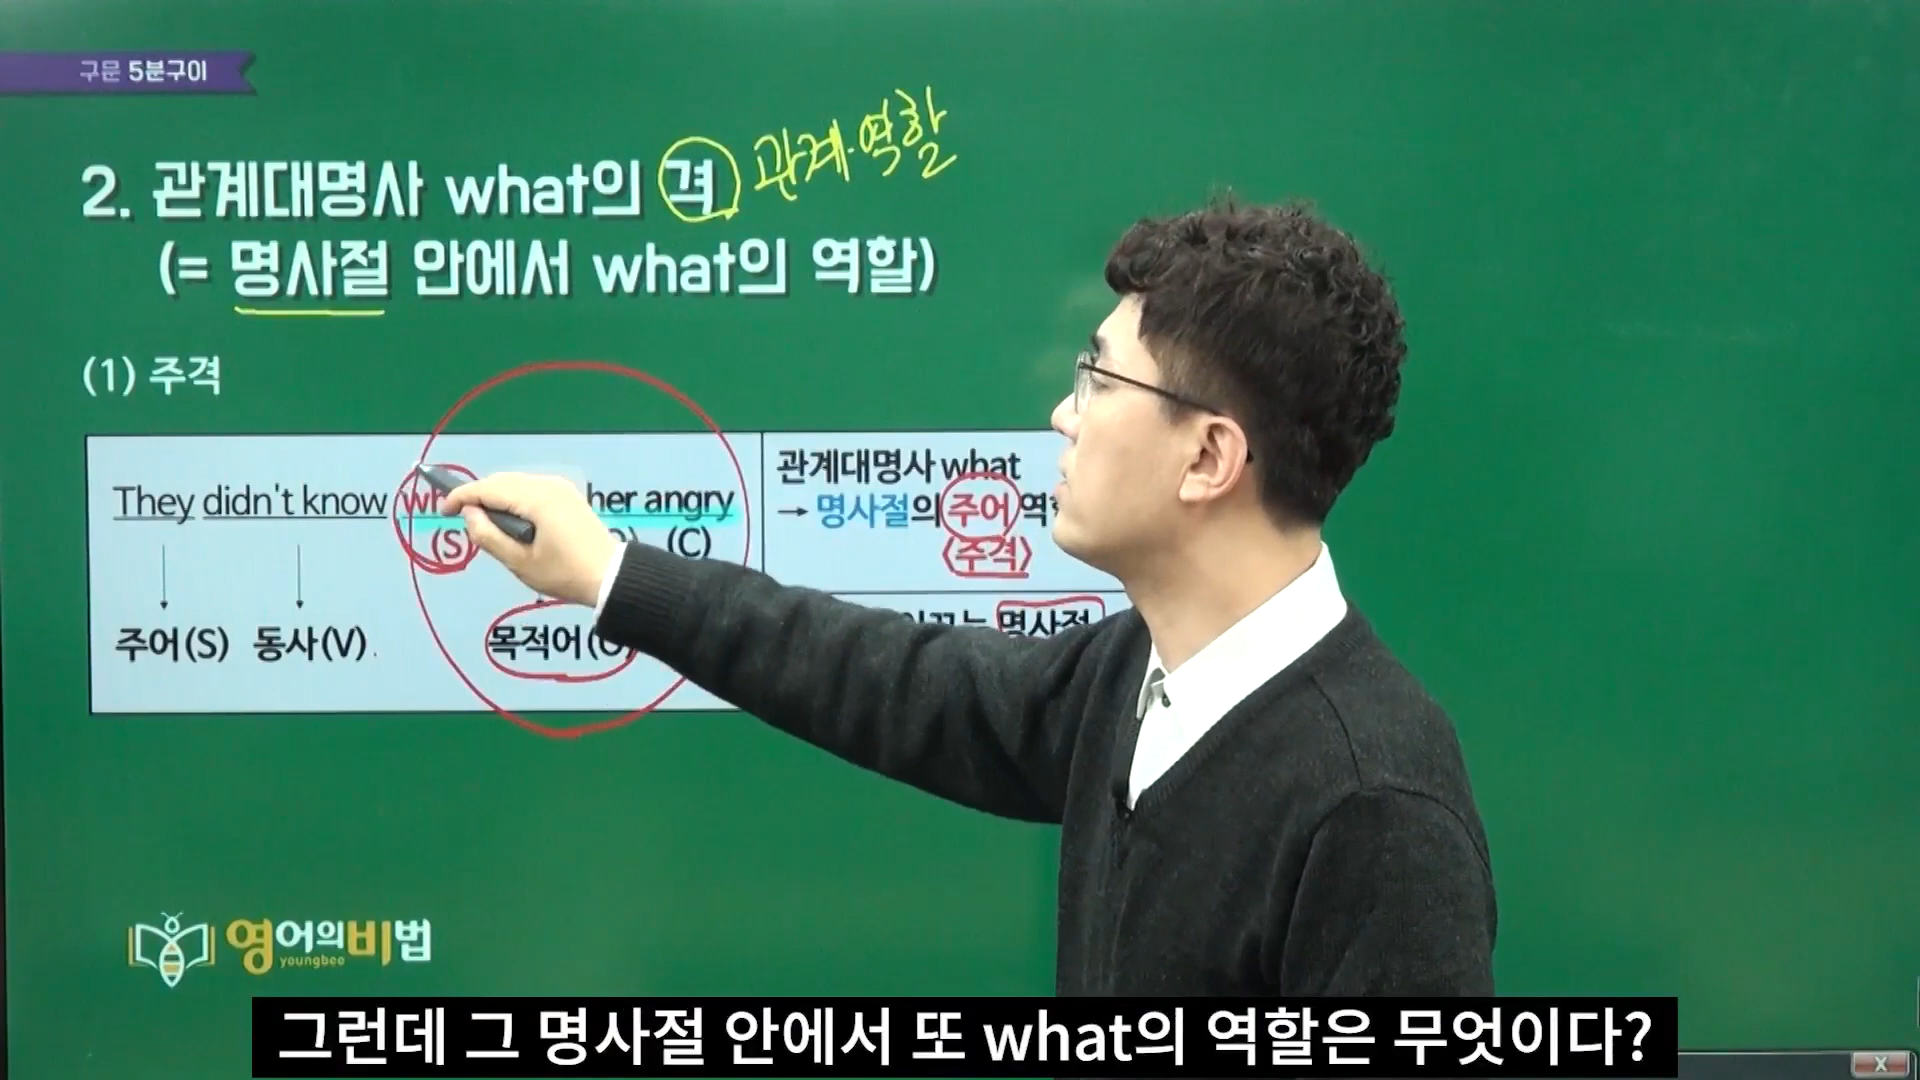 구문 5분구이
2. 관계대명사 what의 격 관계·역할
(= 명사절 안에서 what의 역할)
(1) 주격
They didn't know wh her angry
(S) (C)
주어(S) 동사(V)
목적어(O)
관계대명사 what
→ 명사절의 주어 역
<주격>
명사절
영어의비법
youngbee
그런데 그 명사절 안에서 또 what의 역할은 무엇이다?
X